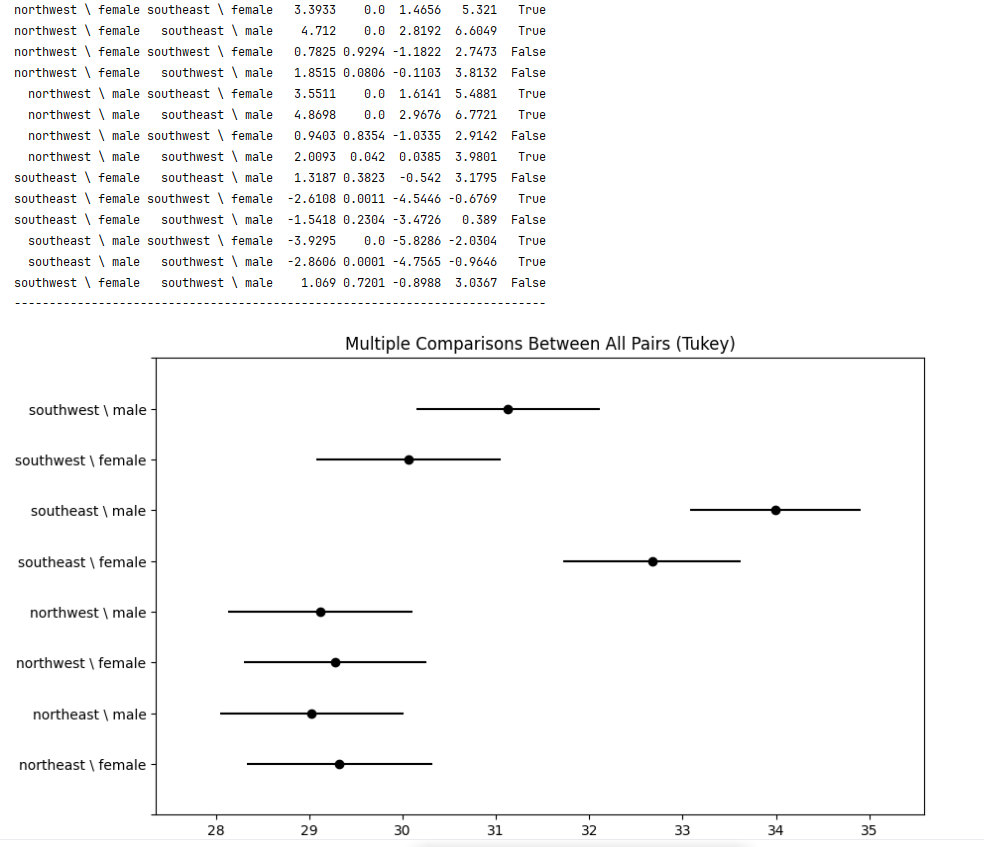 northwest \ female southeast \ female 3.3933 0.0 1.4656 5.321 True
northwest \ female southeast \ male 4.712 0.0 2.8192 6.6049 True
northwest \ female southwest \ female 0.7825 0.9294 -1.1822 2.7473 False
northwest \ female southwest \ male 1.8515 0.0806 -0.1103 3.8132 False
northwest \ male southeast \ female 3.5511 0.0 1.6141 5.4881 True
northwest \ male southeast \ male 4.8698 0.0 2.9676 6.7721 True
northwest \ male southwest \ female 0.9403 0.8354 -1.0335 2.9142 False
northwest \ male southwest \ male 2.0093 0.042 0.0385 3.9801 True
southeast \ female southeast \ male 1.3187 0.3823 -0.542 3.1795 False
southeast \ female southwest \ female -2.6108 0.0011 -4.5446 -0.6769 True
southeast \ female southwest \ male -1.5418 0.2304 -3.4726 0.389 False
southeast \ male southwest \ female -3.9295 0.0 -5.8286 -2.0304 True
southeast \ male southwest \ male -2.8606 0.0001 -4.7565 -0.9646 True
southwest \ female southwest \ male 1.069 0.7201 -0.8988 3.0367 False
----------------------------------------------------------------------------
Multiple Comparisons Between All Pairs (Tukey)
southwest \ male
southwest \ female
southeast \ male
southeast \ female
northwest \ male
northwest \ female
northeast \ male
northeast \ female
28 29 30 31 32 33 34 35